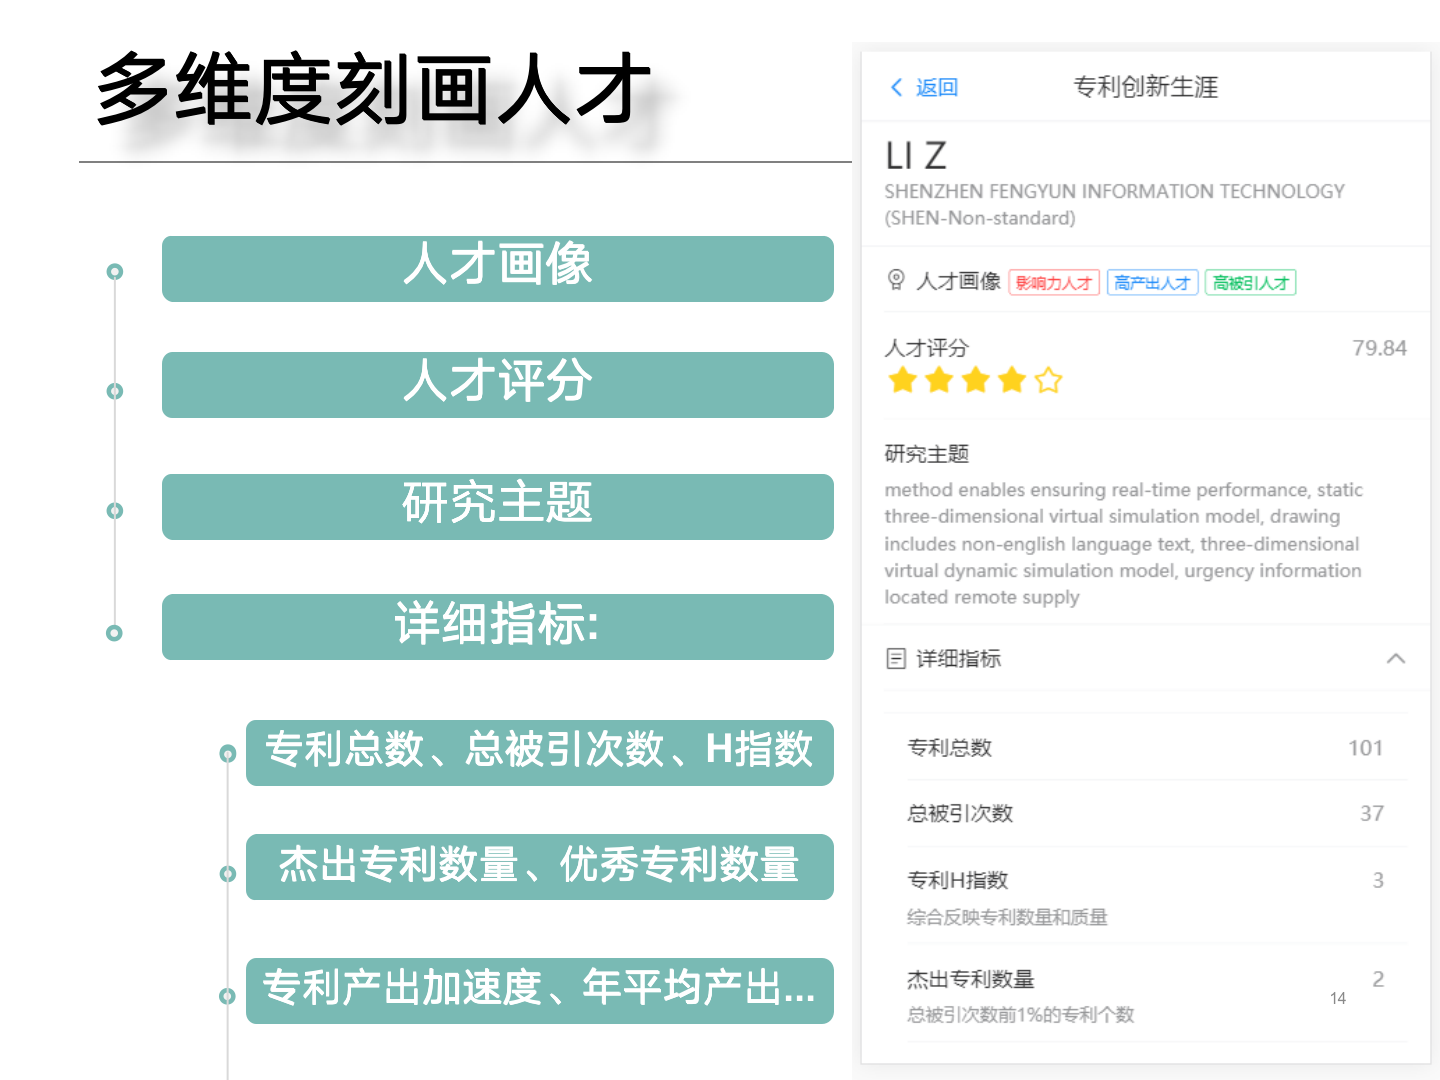 多维度刻画人才
人才画像
人才评分
研究主题
详细指标:
专利总数、总被引次数、H指数
杰出专利数量、优秀专利数量
专利产出加速度、年平均产出...
返回
专利创新生涯
LI Z
SHENZHEN FENGYUN INFORMATION TECHNOLOGY
(SHEN-Non-standard)
人才画像 影响力人才 高产出人才 高被引人才
人才评分 79.84
研究主题
method enables ensuring real-time performance, static
three-dimensional virtual simulation model, drawing
includes non-english language text, three-dimensional
virtual dynamic simulation model, urgency information
located remote supply
详细指标
专利总数 101
总被引次数 37
专利H指数 3
综合反映专利数量和质量
杰出专利数量 2
总被引次数前1%的专利个数
14